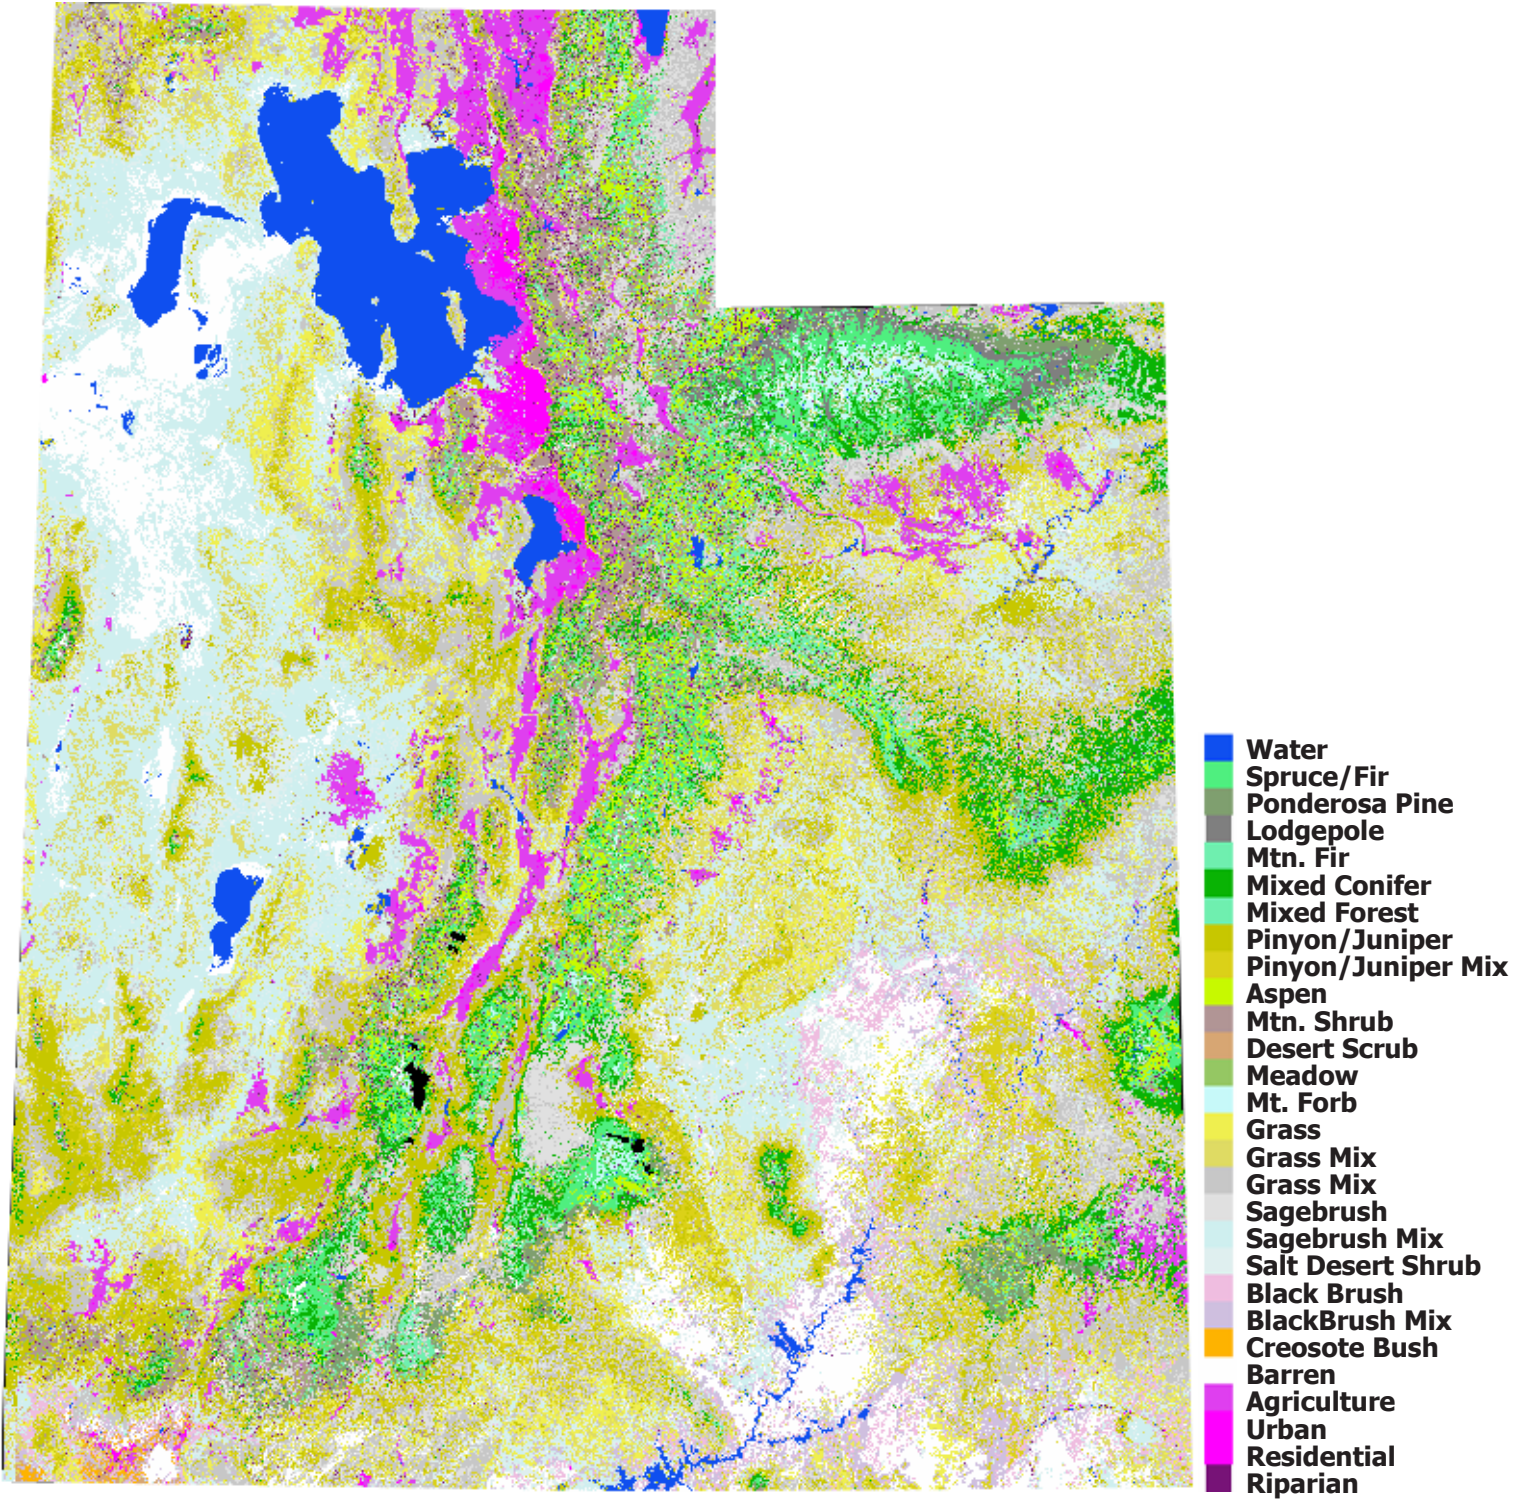 Water
Spruce/Fir
Ponderosa Pine
Lodgepole
Mtn. Fir
Mixed Conifer
Mixed Forest
Pinyon/Juniper
Pinyon/Juniper Mix
Aspen
Mtn. Shrub
Desert Scrub
Meadow
Mt. Forb
Grass
Grass Mix
Grass Mix
Sagebrush
Sagebrush Mix
Salt Desert Shrub
Black Brush
BlackBrush Mix
Creosote Bush
Barren
Agriculture
Urban
Residential
Riparian